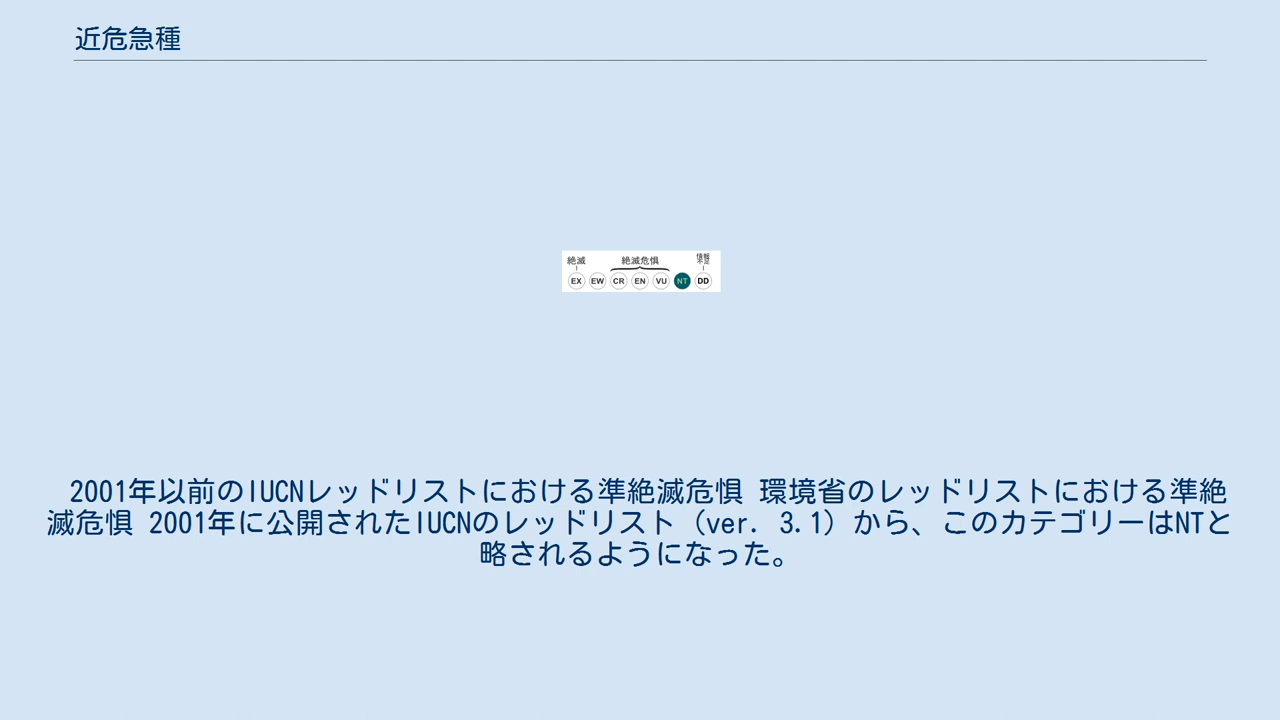 近危急種
絶滅 絶滅危惧 情報不足
EX EW CR EN VU NT DD
2001年以前のIUCNレッドリストにおける準絶滅危惧 環境省のレッドリストにおける準絶
滅危惧 2001年に公開されたIUCNのレッドリスト（ver. 3.1）から、このカテゴリーはNTと
略されるようになった。